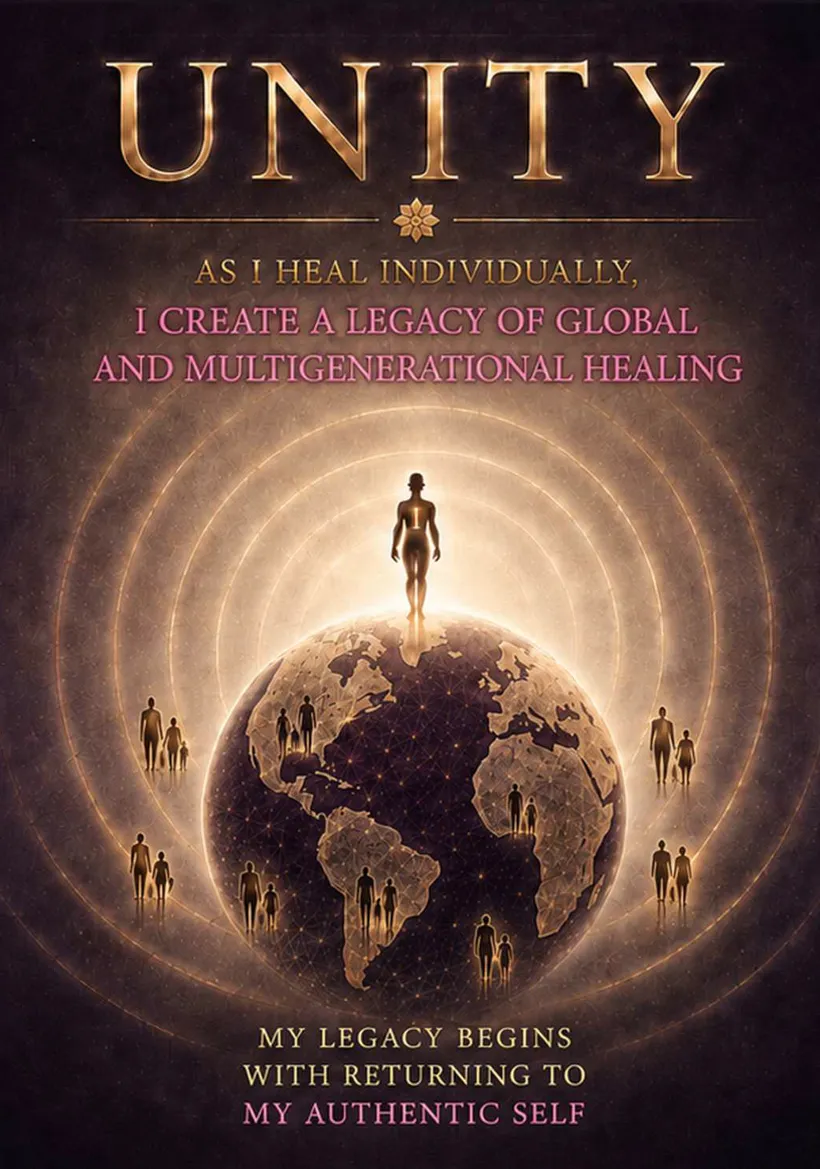 UNITY
AS I HEAL INDIVIDUALLY,
I CREATE A LEGACY OF GLOBAL
AND MULTIGENERATIONAL HEALING
MY LEGACY BEGINS
WITH RETURNING TO
MY AUTHENTIC SELF